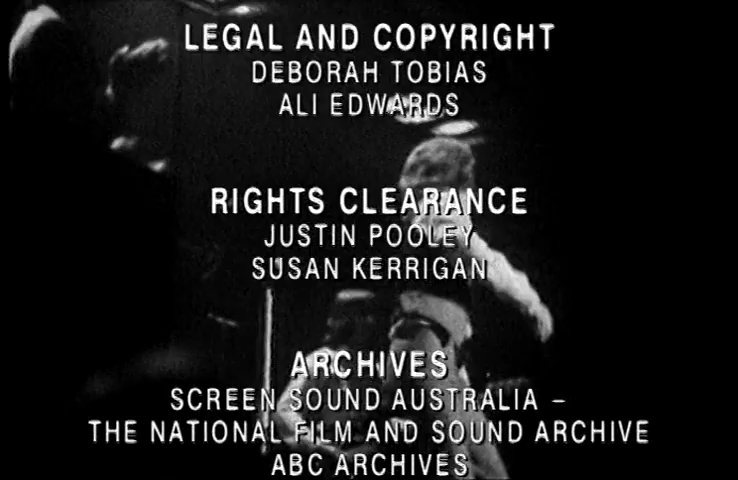 LEGAL AND COPYRIGHT
DEBORAH TOBIAS
ALI EDWARDS
RIGHTS CLEARANCE
JUSTIN POOLEY
SUSAN KERRIGAN
ARCHIVES
SCREEN SOUND AUSTRALIA –
THE NATIONAL FILM AND SOUND ARCHIVE
ABC ARCHIVES